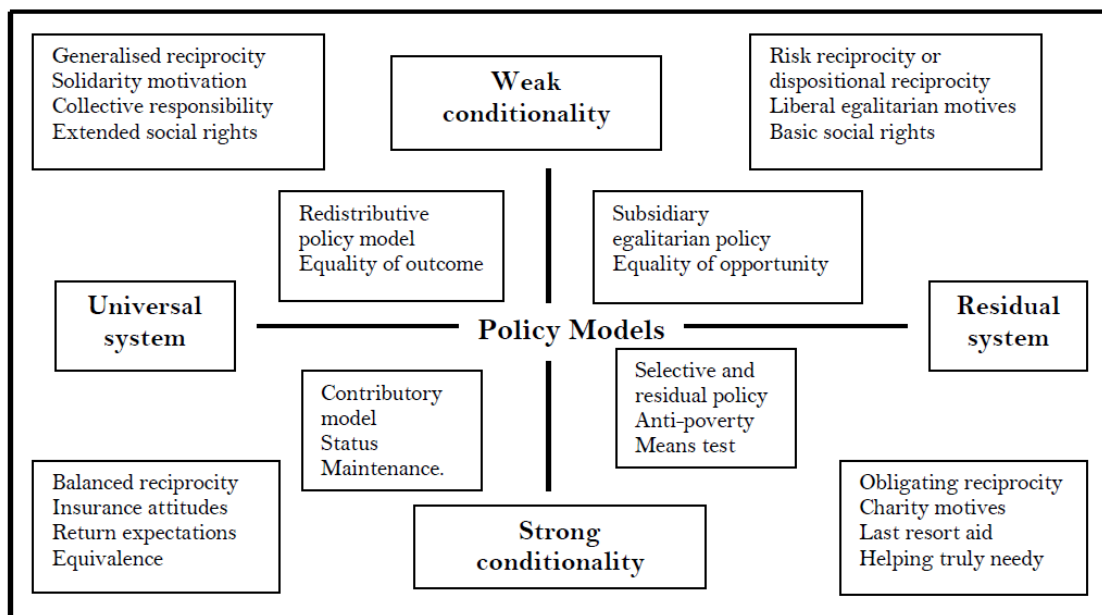 Generalised reciprocity
Solidarity motivation
Collective responsibility
Extended social rights
Weak
conditionality
Risk reciprocity or
dispositional reciprocity
Liberal egalitarian motives
Basic social rights
Redistributive
policy model
Equality of outcome
Subsidiary
egalitarian policy
Equality of opportunity
Universal
system
Policy Models
Residual
system
Contributory
model
Status
Maintenance.
Selective and
residual policy
Anti-poverty
Means test
Balanced reciprocity
Insurance attitudes
Return expectations
Equivalence
Strong
conditionality
Obligating reciprocity
Charity motives
Last resort aid
Helping truly needy